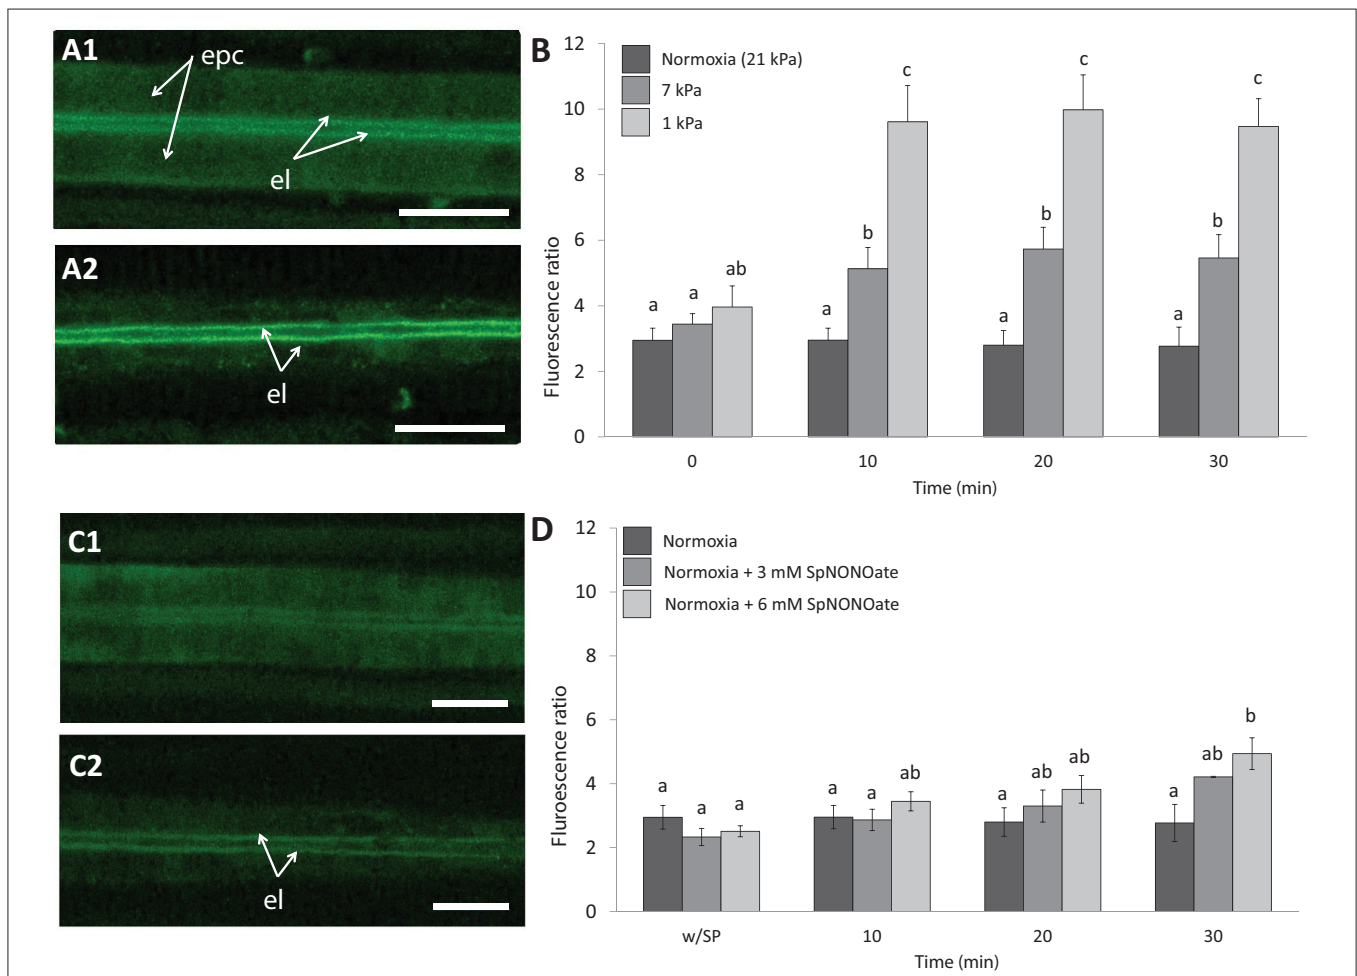 A1
epc
el
A2
el
B
Normoxia (21 kPa)
7 kPa
1 kPa
12
10
8
6
4
2
0
Fluorescence ratio
a
a
ab
a
b
c
a
b
c
a
b
c
0
10
20
30
Time (min)
C1
C2
el
D
Normoxia
Normoxia + 3 mM SpNONOate
Normoxia + 6 mM SpNONOate
12
10
8
6
4
2
0
Fluroescence ratio
a
a
a
a
a
ab
a
ab
ab
a
ab
b
w/SP
10
20
30
Time (min)